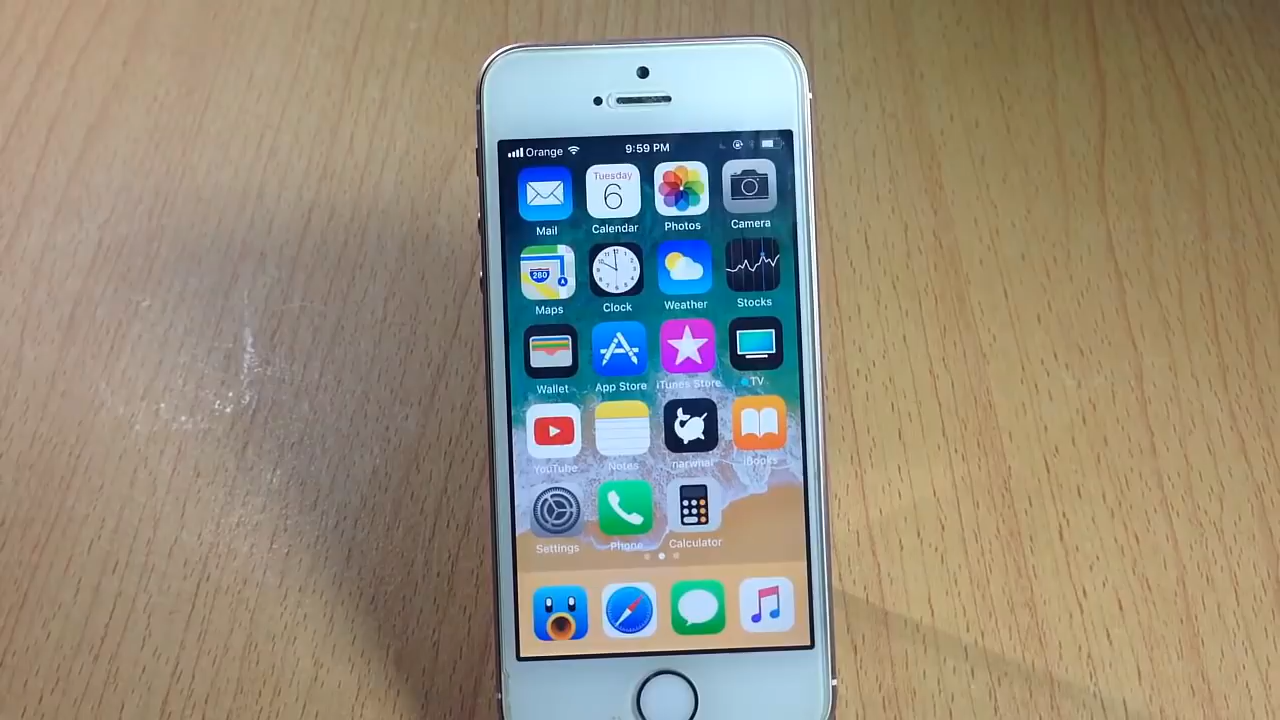 Orange 9:59 PM
Tuesday
6
Mail Calendar Photos Camera
280
Maps Clock Weather Stocks
Wallet App Store iTunes Store TV
YouTube Notes narwhal iBooks
Settings Phone Calculator